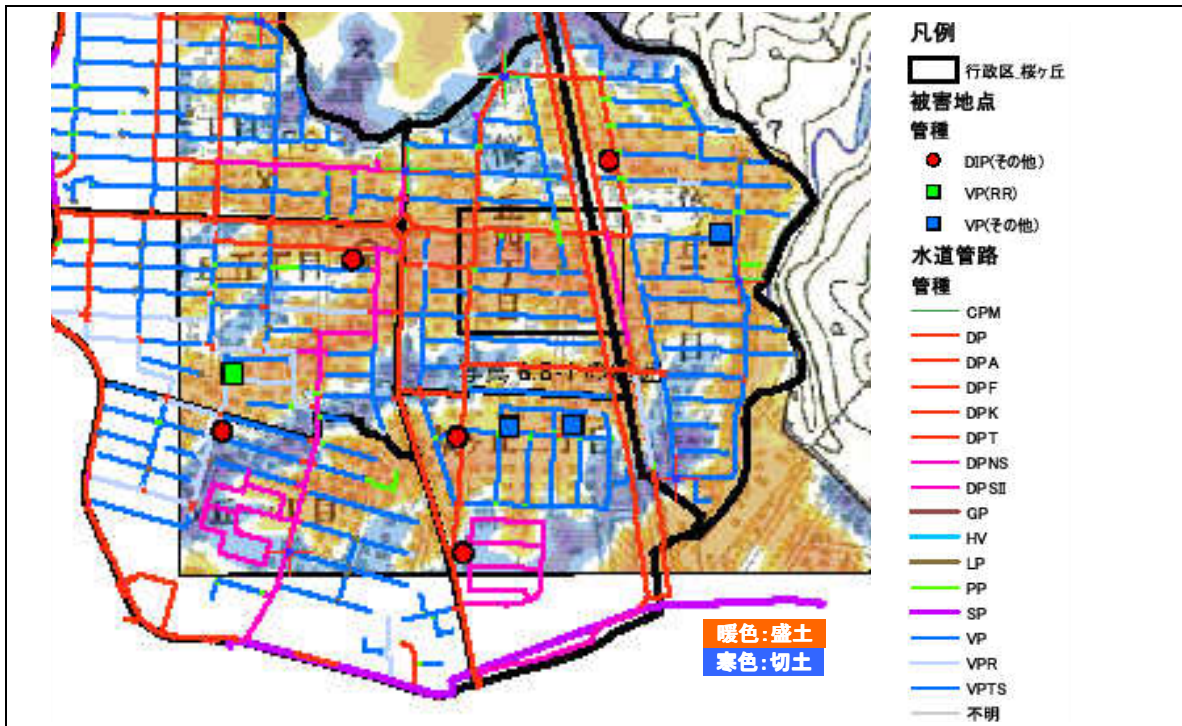 凡例
行政区_桜ヶ丘
被害地点
管種
DIP(その他)
VP(RR)
VP(その他)
水道管路
管種
CPM
DP
DPA
DPF
DPK
DPT
DPNS
DPSII
GP
HV
LP
PP
SP
VP
VPR
VPTS
不明
暖色:盛土
寒色:切土